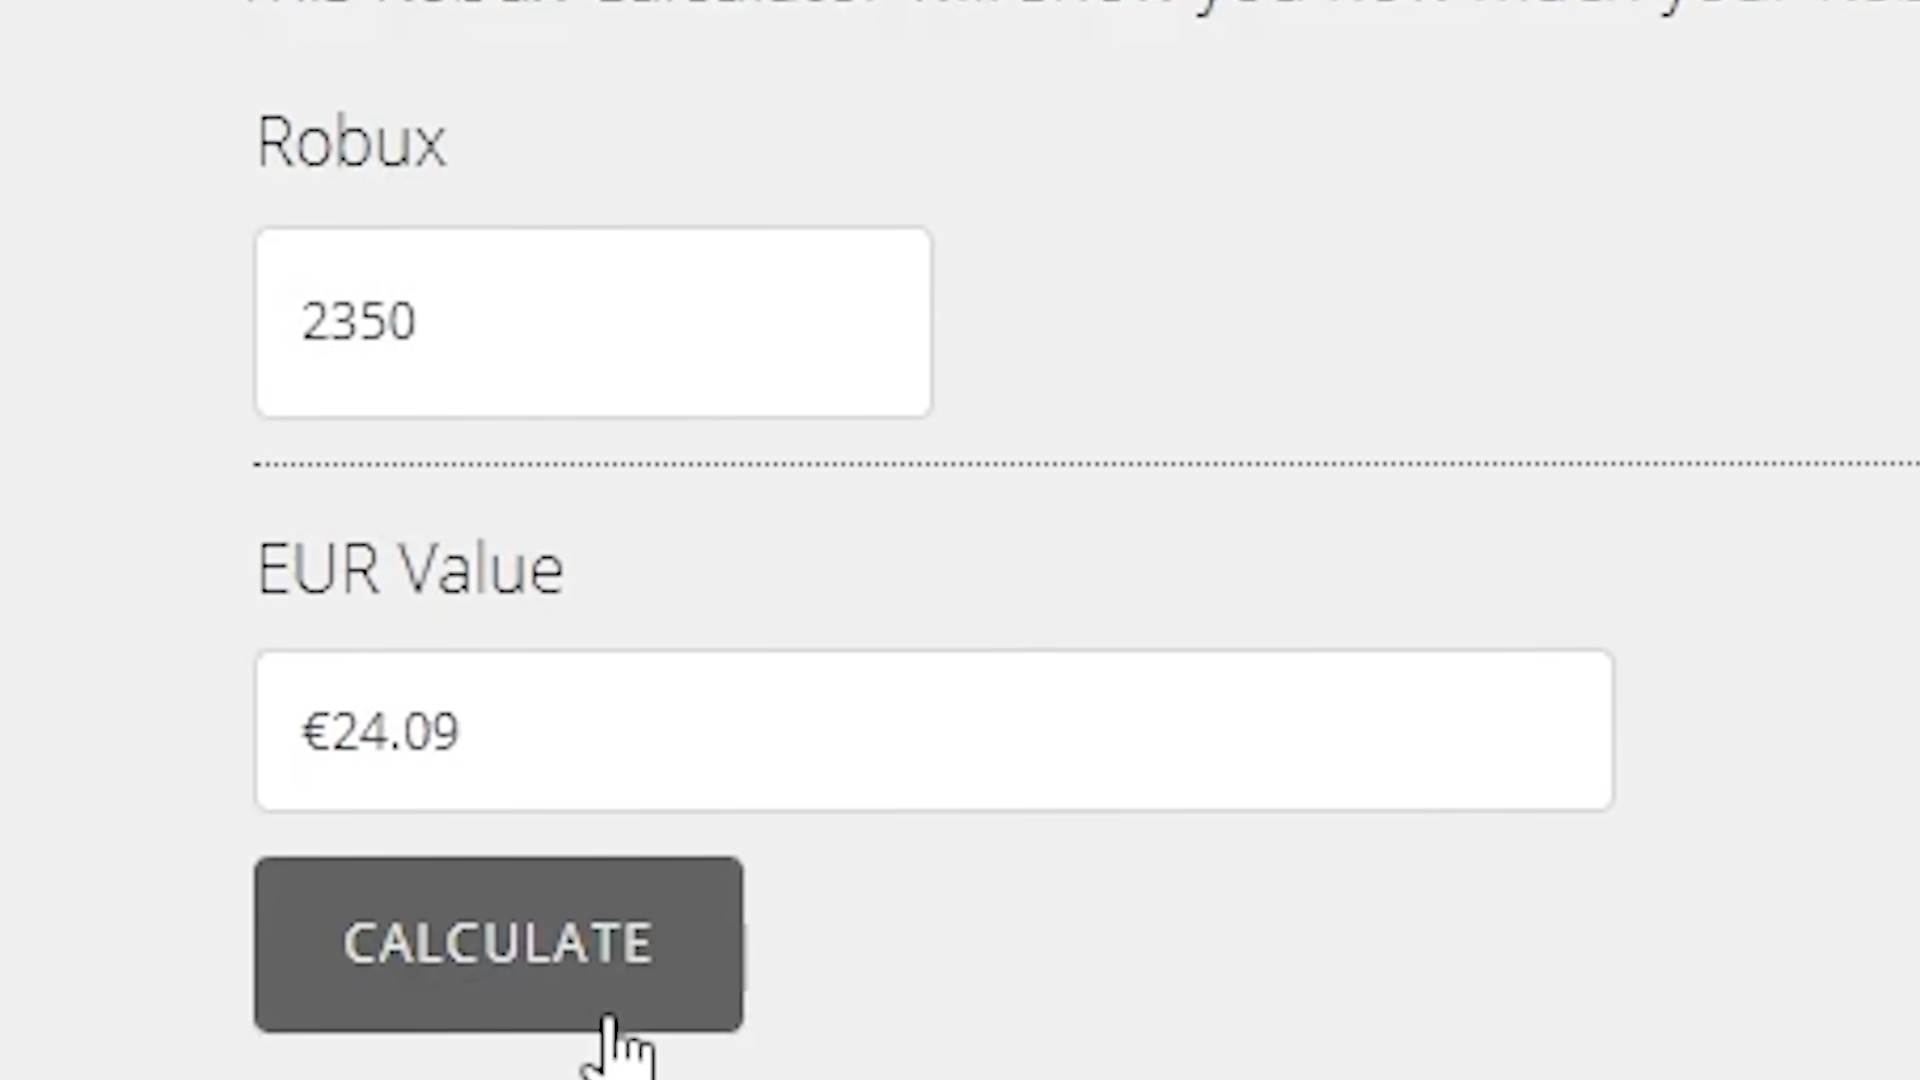 Robux
2350
EUR Value
€24.09
CALCULATE